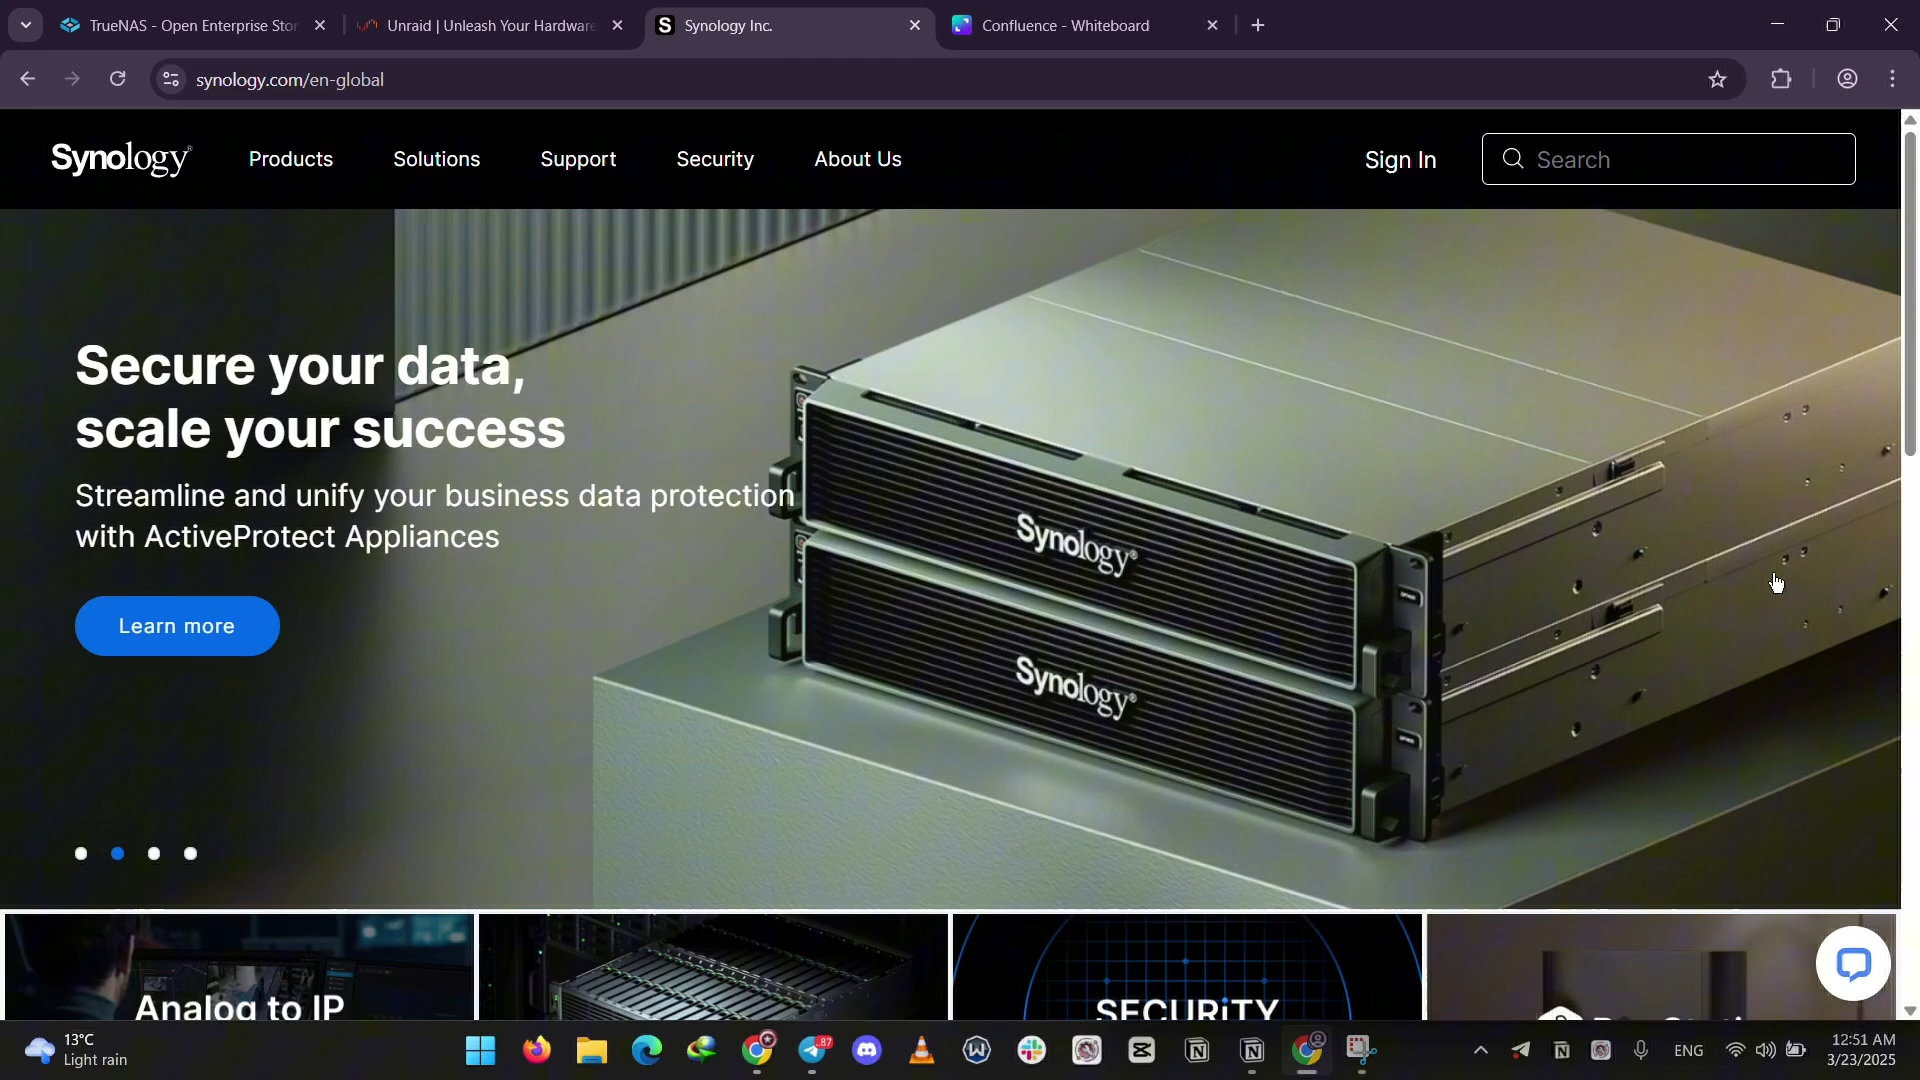 TrueNAS - Open Enterprise Stor
Unraid | Unleash Your Hardware
S
Synology Inc.
Confluence - Whiteboard
synology.com/en-global
Synology®
Products
Solutions
Support
Security
About Us
Sign In
Search
Secure your data,
scale your success
Streamline and unify your business data protection
with ActiveProtect Appliances
Learn more
Synology®
Synology®
Analog to IP
SECURiTY
13°C
Light rain
..87
ENG
12:51 AM
3/23/2025